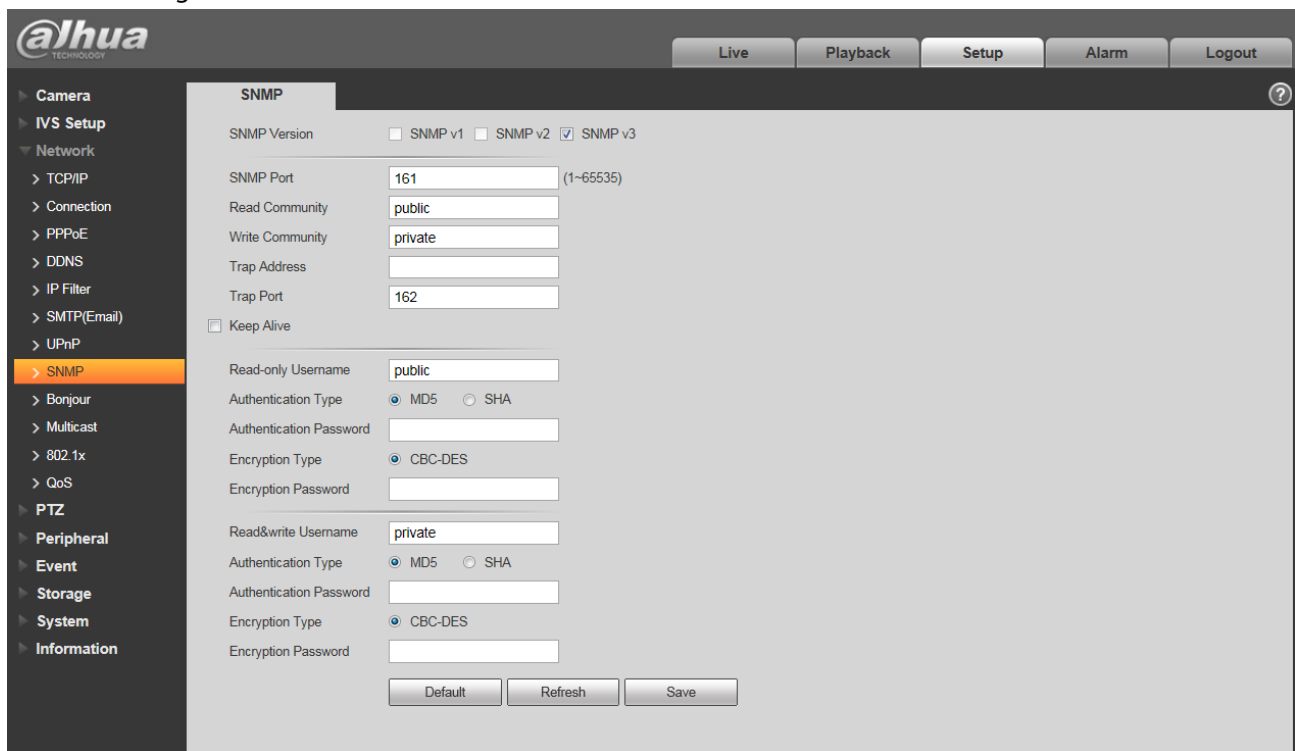 alhua
TECHNOLOGY
Live Playback Setup Alarm Logout
Camera
IVS Setup
Network
> TCP/IP
> Connection
> PPPoE
> DDNS
> IP Filter
> SMTP(Email)
> UPnP
> SNMP
> Bonjour
> Multicast
> 802.1x
> QoS
PTZ
Peripheral
Event
Storage
System
Information
SNMP ?
SNMP Version SNMP v1 SNMP v2 SNMP v3
SNMP Port 161 (1~65535)
Read Community public
Write Community private
Trap Address
Trap Port 162
Keep Alive
Read-only Username public
Authentication Type MD5 SHA
Authentication Password
Encryption Type CBC-DES
Encryption Password
Read&write Username private
Authentication Type MD5 SHA
Authentication Password
Encryption Type CBC-DES
Encryption Password
Default Refresh Save